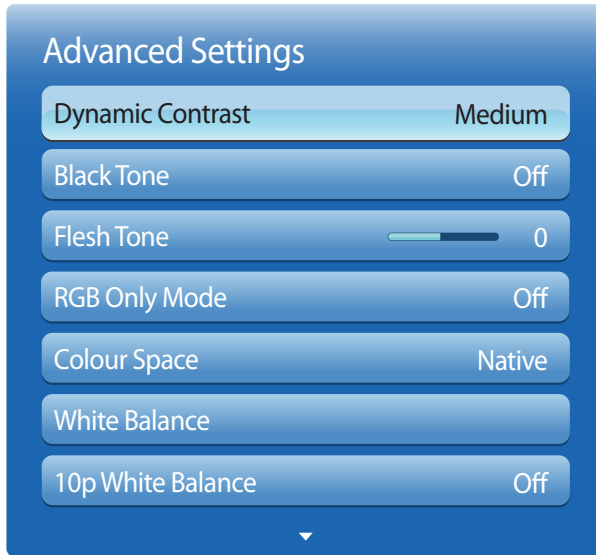 Advanced Settings
Dynamic Contrast Medium
Black Tone Off
Flesh Tone 0
RGB Only Mode Off
Colour Space Native
White Balance
10p White Balance Off